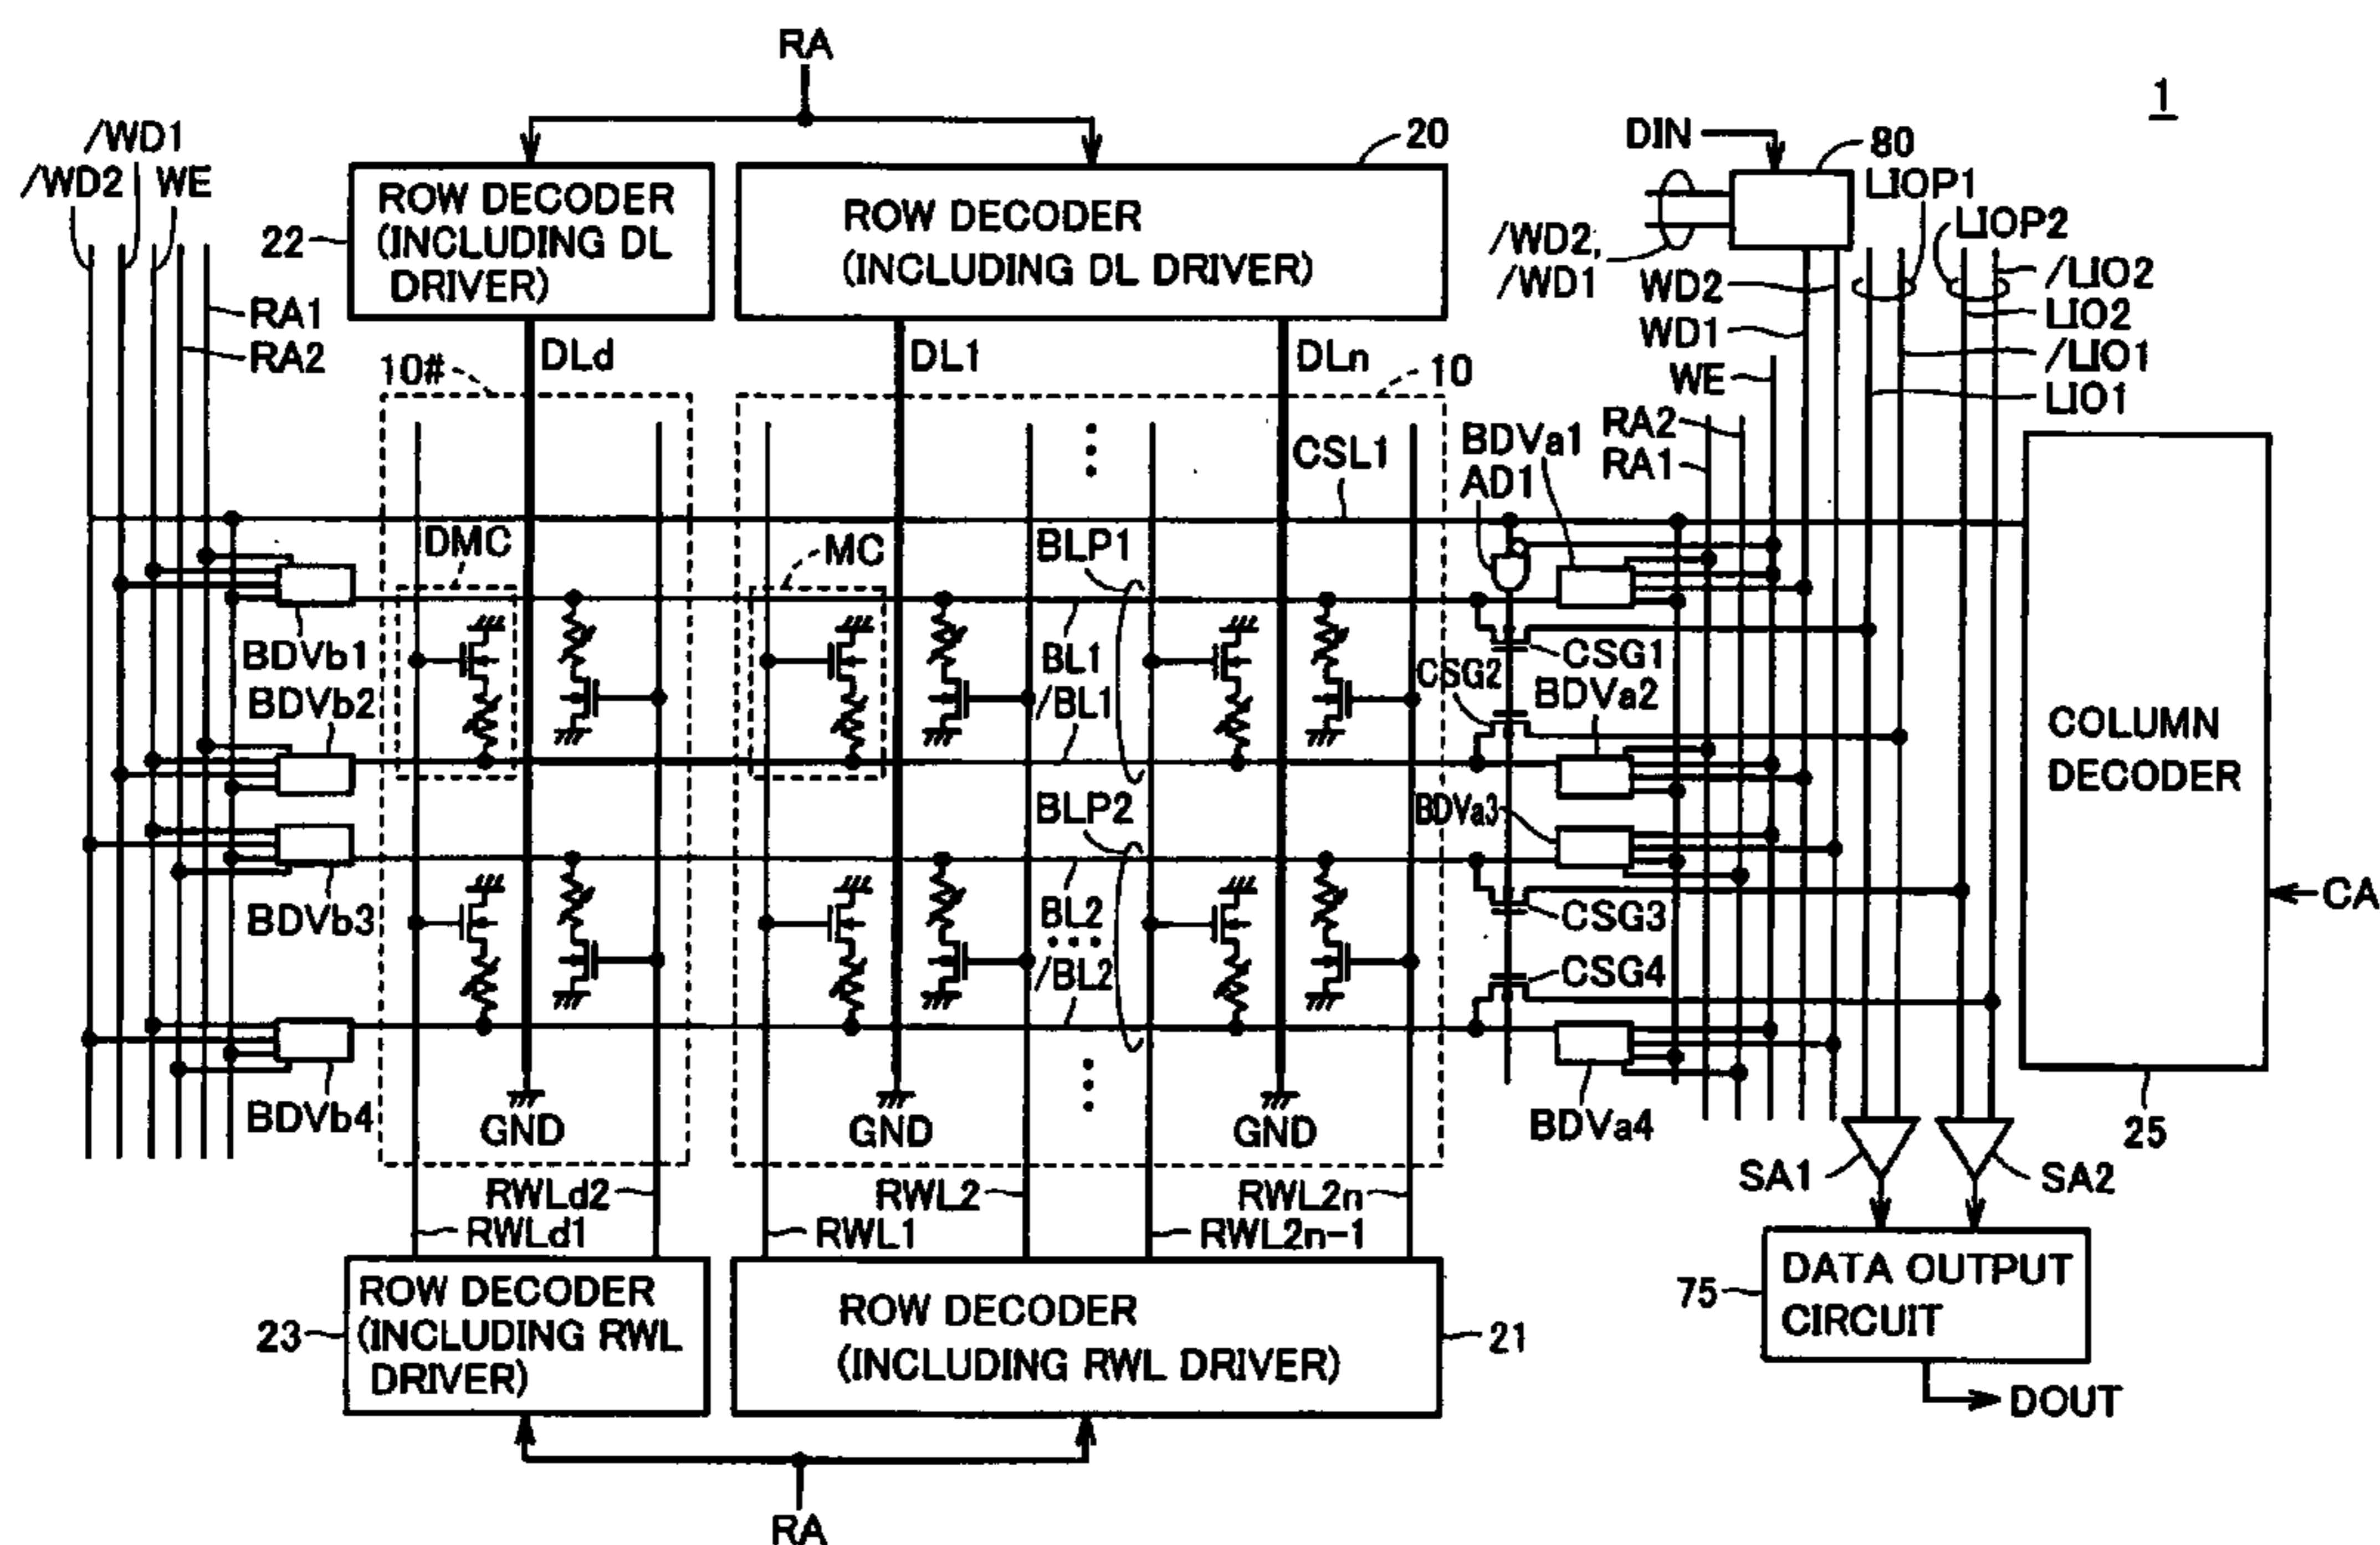 RA
1
/WD1
/WD2
WE
ROW DECODER
(INCLUDING DL
DRIVER)
22
ROW DECODER
(INCLUDING DL DRIVER)
20
DIN
80
LIOP1
LIOP2
/WD2,
/WD1
WD2
WD1
WE
/LIO2
LIO2
/LIO1
LIO1
RA1
RA2
10#
DLd
DL1
DLn
10
CSL1
BDVa1
AD1
RA2
RA1
DMC
MC
BLP1
BL1
/BL1
BDVb1
BDVb2
CSG1
CSG2
BDVa2
COLUMN
DECODER
BLP2
BDVa3
BDVb3
BL2
/BL2
CSG3
CSG4
CA
BDVb4
GND
GND
GND
BDVa4
25
SA1
SA2
RWLd2
RWLd1
RWL2
RWL1
RWL2n
RWL2n-1
ROW DECODER
(INCLUDING RWL
DRIVER)
23
ROW DECODER
(INCLUDING RWL DRIVER)
21
DATA OUTPUT
CIRCUIT
75
DOUT
RA